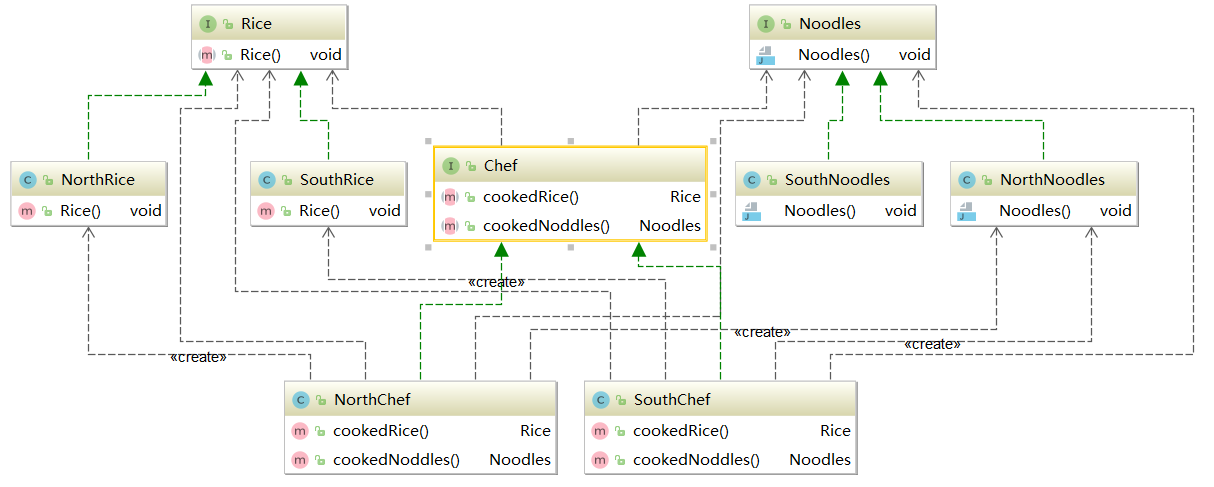 Rice
Rice() void
Noodles
Noodles() void
NorthRice
Rice() void
SouthRice
Rice() void
Chef
cookedRice() Rice
cookedNoddles() Noodles
SouthNoodles
Noodles() void
NorthNoodles
Noodles() void
«create»
«create»
«create»
«create»
NorthChef
cookedRice() Rice
cookedNoddles() Noodles
SouthChef
cookedRice() Rice
cookedNoddles() Noodles